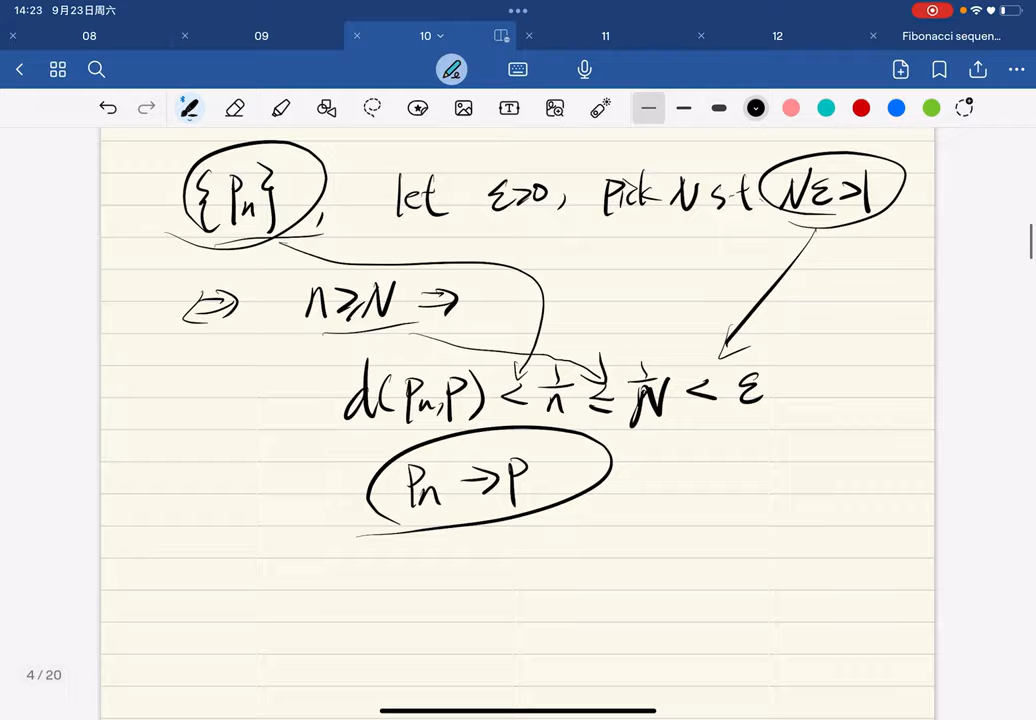 14:23 9月23日周六
08 09 10 11 12 Fibonacci sequen...
{Pn}, let ε>0, pick N s.t Nε>1
⇒ n≥N →
d(Pn,P) < 1/n ≤ 1/N < ε
Pn → P
4 / 20